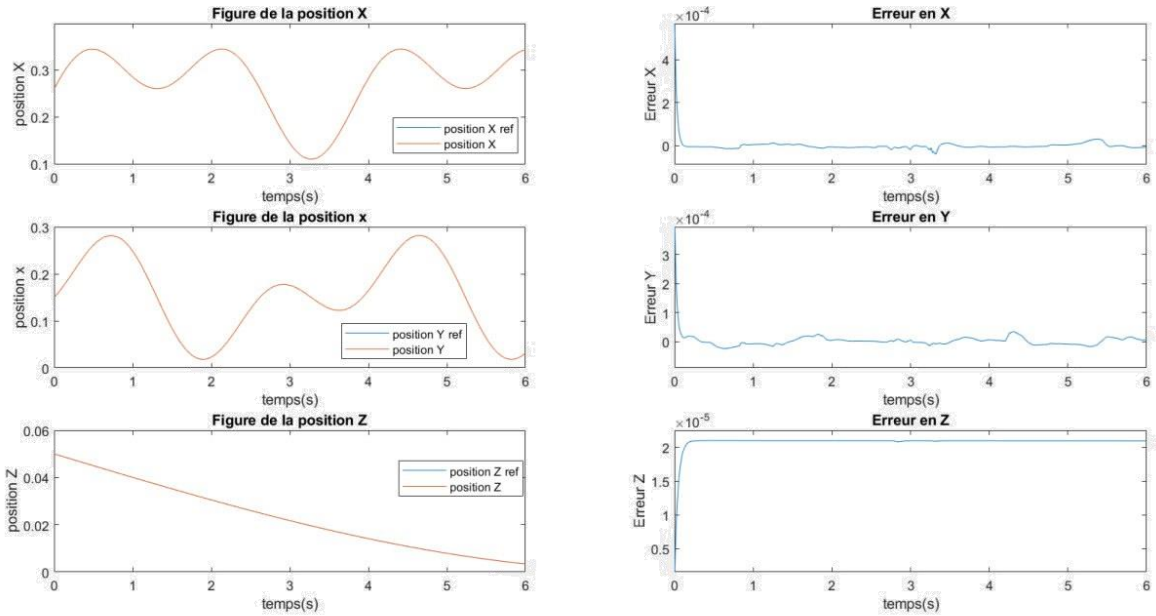 Figure de la position X
position X
0.3
0.2
0.1
0 1 2 3 4 5 6
temps(s)
position X ref
position X
Erreur en X
×10-4
Erreur X
4
2
0
0 1 2 3 4 5 6
temps(s)
Figure de la position x
position x
0.3
0.2
0.1
0
0 1 2 3 4 5 6
temps(s)
position Y ref
position Y
Erreur en Y
×10-4
Erreur Y
3
2
1
0
0 1 2 3 4 5 6
temps(s)
Figure de la position Z
position Z
0.06
0.04
0.02
0
0 1 2 3 4 5 6
temps(s)
position Z ref
position Z
Erreur en Z
×10-5
Erreur Z
2
1.5
1
0.5
0 1 2 3 4 5 6
temps(s)